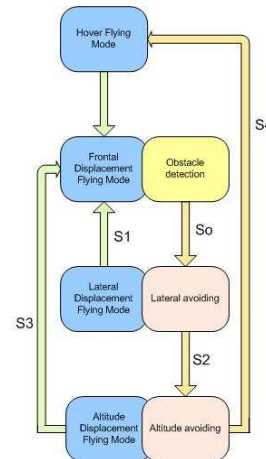 Hover Flying
Mode
Frontal
Displacement
Flying Mode
Obstacle
detection
S1
So
S3
Lateral
Displacement
Flying Mode
Lateral avoiding
S2
Altitude
Displacement
Flying Mode
Altitude avoiding